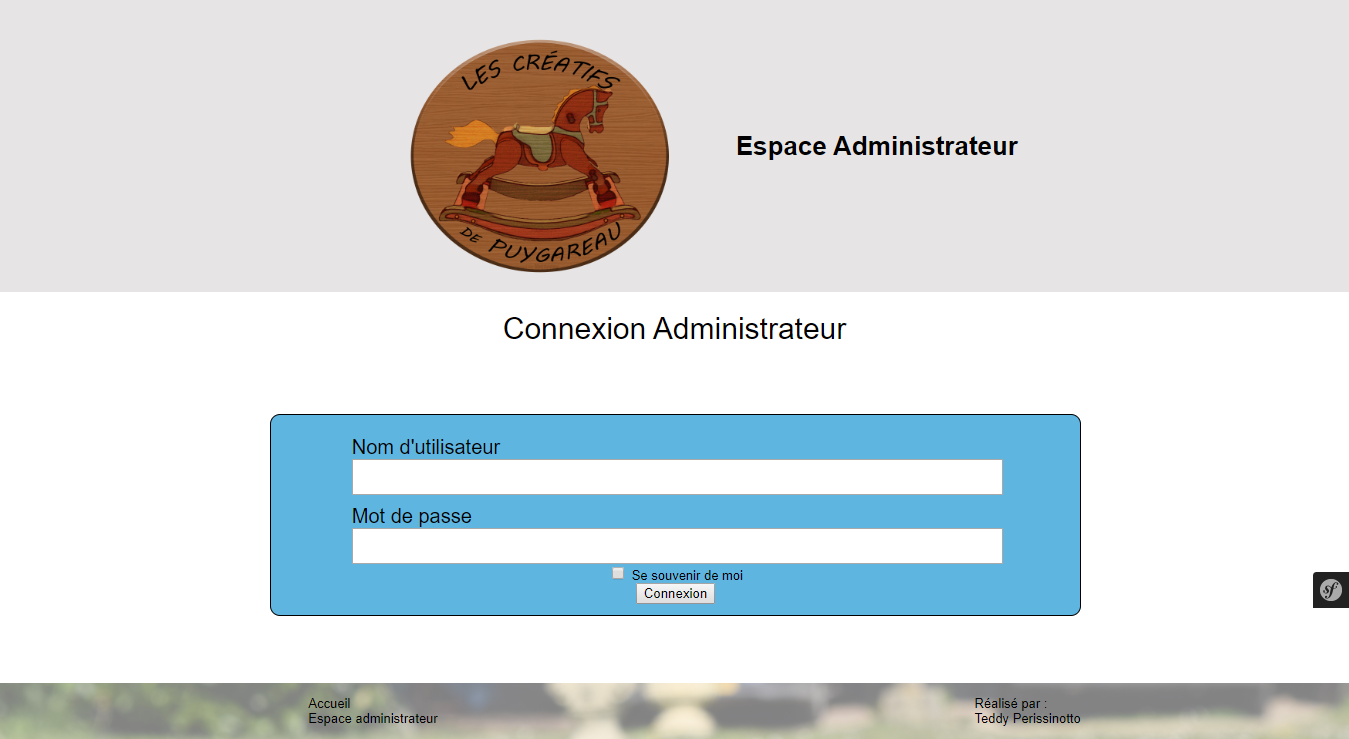 LES CRÉATIFS
DE PUYGAREAU
Espace Administrateur
Connexion Administrateur
Nom d'utilisateur
Mot de passe
Se souvenir de moi
Connexion
sf
Accueil
Espace administrateur
Réalisé par :
Teddy Perissinotto